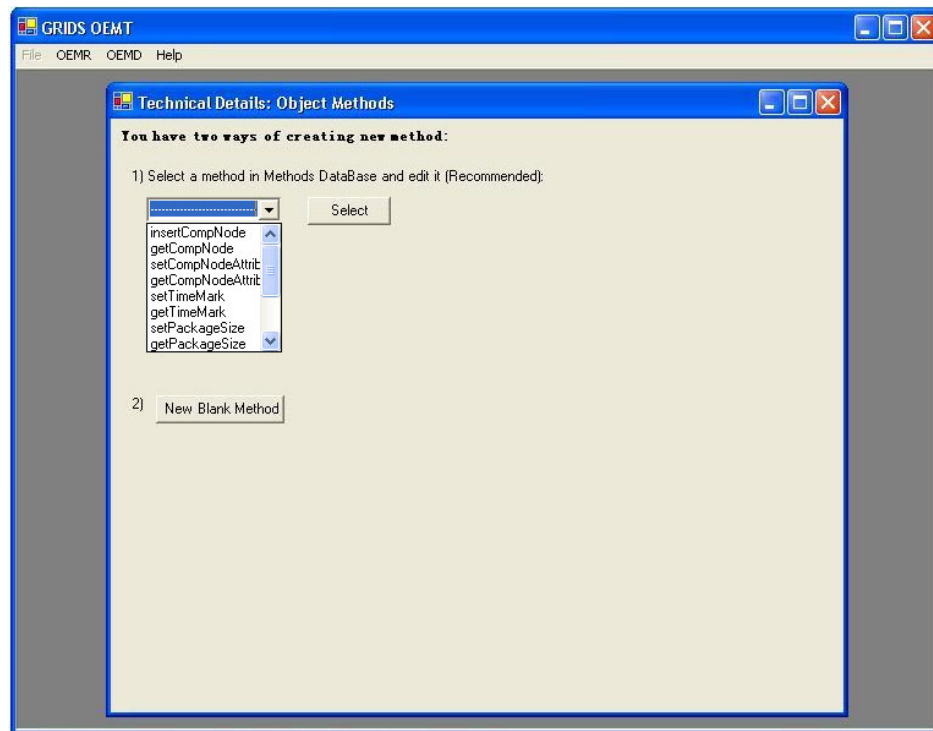 GRIDS OEMT
File OEMR OEMD Help
Technical Details: Object Methods
You have two ways of creating new method:
1) Select a method in Methods DataBase and edit it (Recommended):
Select
insertCompNode
getCompNode
setCompNodeAttrib
getCompNodeAttrib
setTimeMark
getTimeMark
setPackageSize
getPackageSize
2) New Blank Method